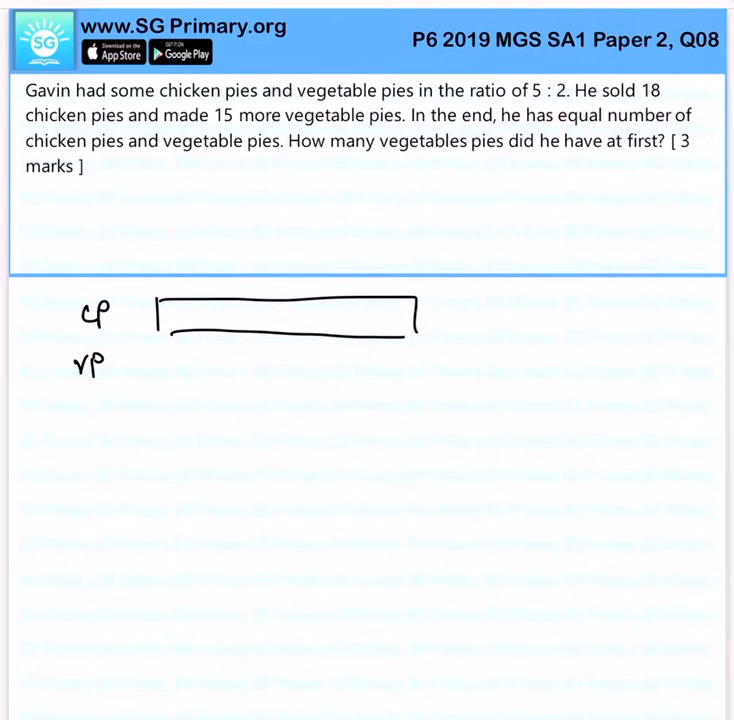 www.SG Primary.org
SG
Download on the
App Store
GET IT ON
Google Play
P6 2019 MGS SA1 Paper 2, Q08
Gavin had some chicken pies and vegetable pies in the ratio of 5 : 2. He sold 18
chicken pies and made 15 more vegetable pies. In the end, he has equal number of
chicken pies and vegetable pies. How many vegetables pies did he have at first? [ 3
marks ]
CP
VP